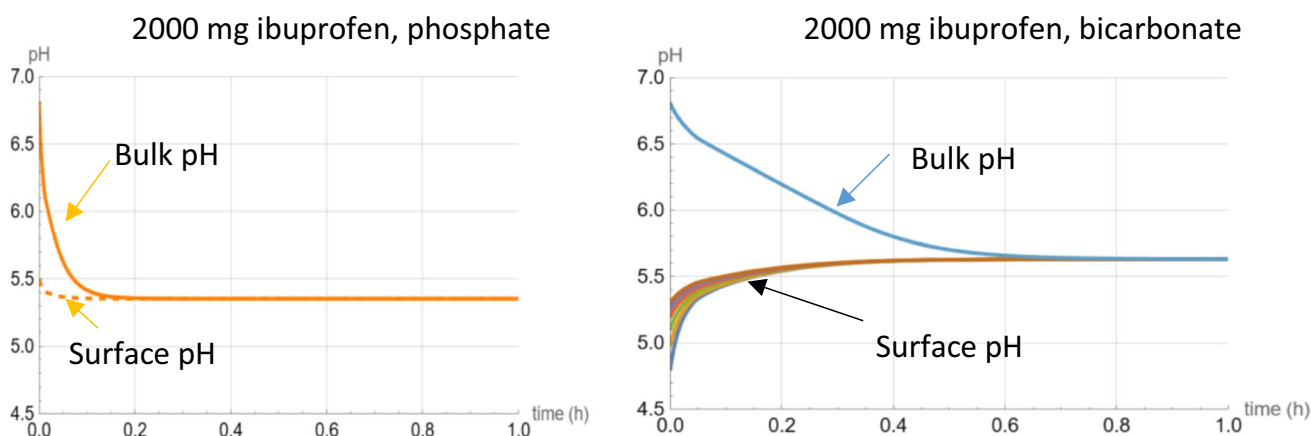 2000 mg ibuprofen, phosphate
pH
7.0
6.5
6.0
5.5
5.0
4.5
0.0 0.2 0.4 0.6 0.8 1.0
time (h)
Bulk pH
Surface pH
2000 mg ibuprofen, bicarbonate
pH
7.0
6.5
6.0
5.5
5.0
4.5
0.0 0.2 0.4 0.6 0.8 1.0
time (h)
Bulk pH
Surface pH